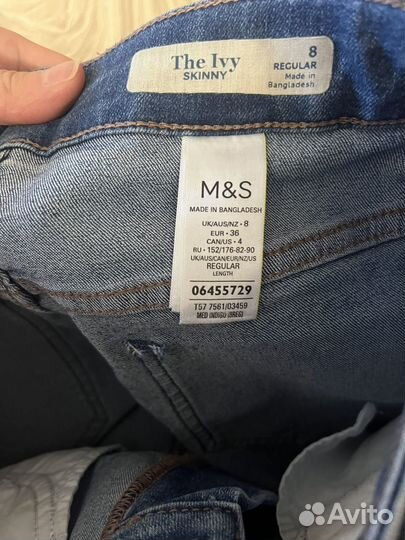 The Ivy
SKINNY
8
REGULAR
Made in
Bangladesh
M&S
MADE IN BANGLADESH
UK/AUS/NZ • 8
EUR • 36
CAN/US • 4
RU • 152/176-82-90
UK/AUS/CAN/EUR/NZ/US
REGULAR
LENGTH
06455729
T57 7561/03459
MED INDIGO (BREG)
Avito